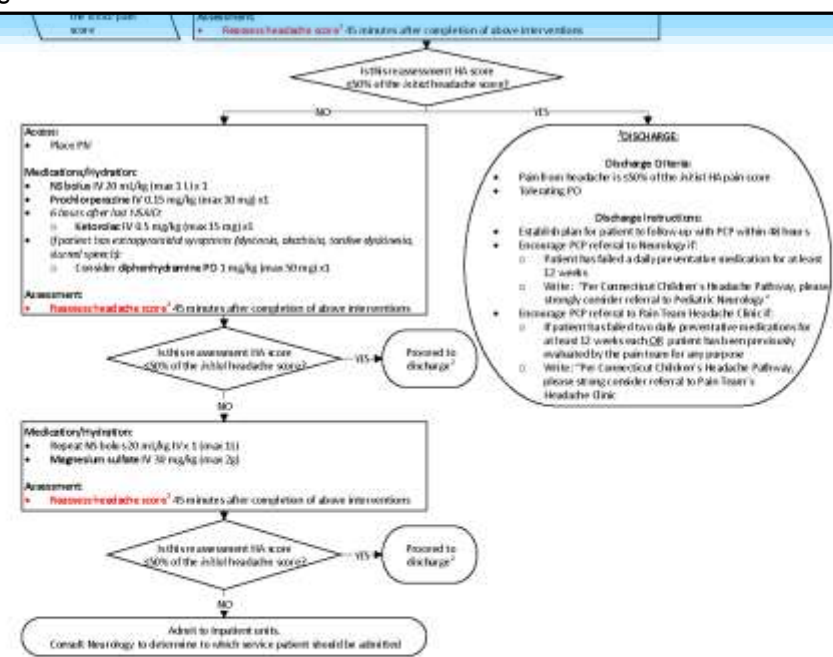 the initial pain
score
Assessment:
• Reassess headache score² 45 minutes after completion of above interventions
Is this reassessment HA score
≤50% of the initial headache score?
NO
YES
Access:
• Place PIV
Medications/Hydration:
• NS bolus IV 20 mL/kg (max 1 L) x 1
• Prochlorperazine IV 0.15 mg/kg (max 10 mg) x1
• 6 hours after last NSAID:
o Ketorolac IV 0.5 mg/kg (max 15 mg) x1
• If patient has extrapyramidal symptoms (dystonia, akathisia, tardive dyskinesia,
slurred speech):
o Consider diphenhydramine PO 1 mg/kg (max 50 mg) x1
Assessment:
• Reassess headache score² 45 minutes after completion of above interventions
³DISCHARGE:
Discharge Criteria:
• Pain from headache is ≤50% of the initial HA pain score
• Tolerating PO
Discharge Instructions:
• Establish plan for patient to follow-up with PCP within 48 hours
• Encourage PCP referral to Neurology if:
o Patient has failed a daily preventative medication for at least
12 weeks
o Write: "Per Connecticut Children's Headache Pathway, please
strongly consider referral to Pediatric Neurology"
• Encourage PCP referral to Pain Team Headache Clinic if:
o If patient has failed two daily preventative medications for
at least 12 weeks each OR patient has been previously
evaluated by the pain team for any purpose
o Write: "Per Connecticut Children's Headache Pathway,
please strong consider referral to Pain Team's
Headache Clinic
Is this reassessment HA score
≤50% of the initial headache score?
YES
Proceed to
discharge³
NO
Medication/Hydration:
• Repeat NS bolus 20 mL/kg IV x 1 (max 1L)
• Magnesium sulfate IV 30 mg/kg (max 2g)
Assessment:
• Reassess headache score² 45 minutes after completion of above interventions
Is this reassessment HA score
≤50% of the initial headache score?
YES
Proceed to
discharge³
NO
Admit to Inpatient units.
Consult Neurology to determine to which service patient should be admitted